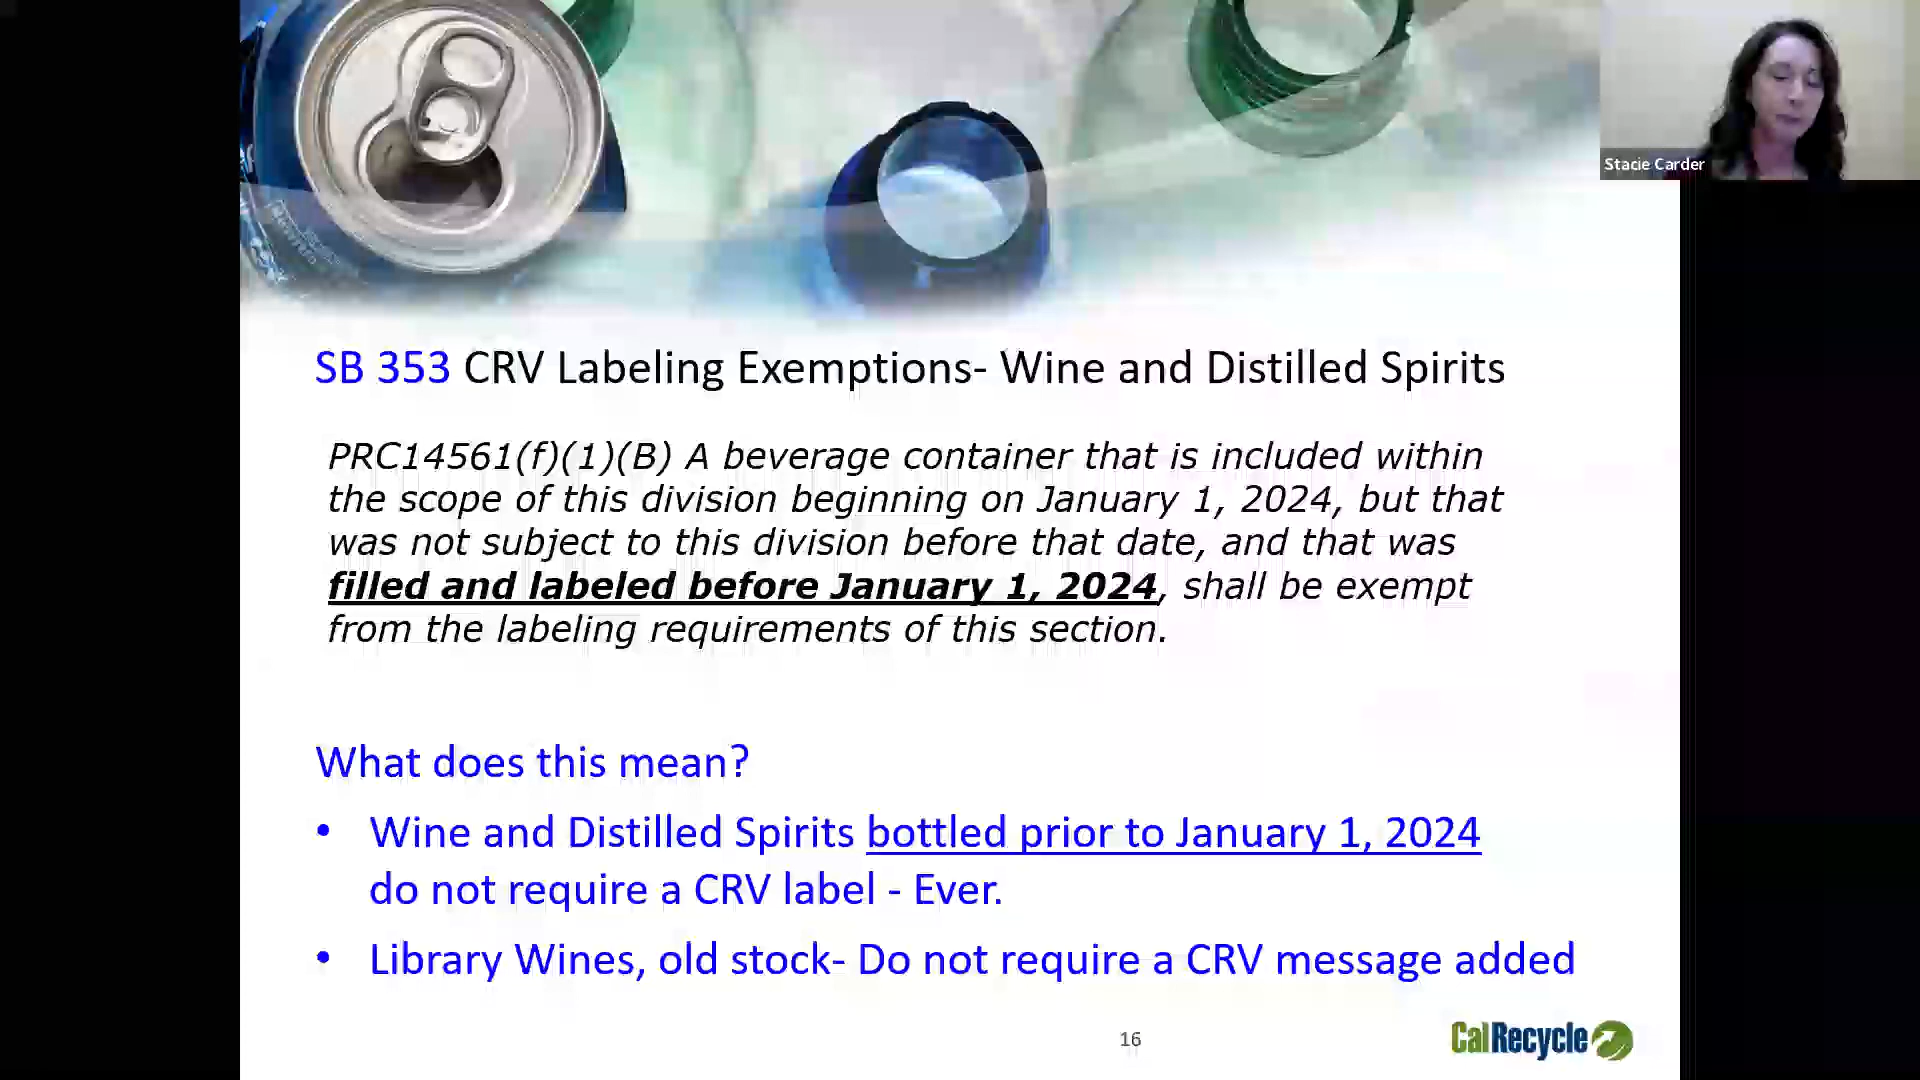 Stacie Carder
SB 353 CRV Labeling Exemptions- Wine and Distilled Spirits
PRC14561(f)(1)(B) A beverage container that is included within
the scope of this division beginning on January 1, 2024, but that
was not subject to this division before that date, and that was
filled and labeled before January 1, 2024, shall be exempt
from the labeling requirements of this section.
What does this mean?
• Wine and Distilled Spirits bottled prior to January 1, 2024
do not require a CRV label - Ever.
• Library Wines, old stock- Do not require a CRV message added
16
CalRecycle